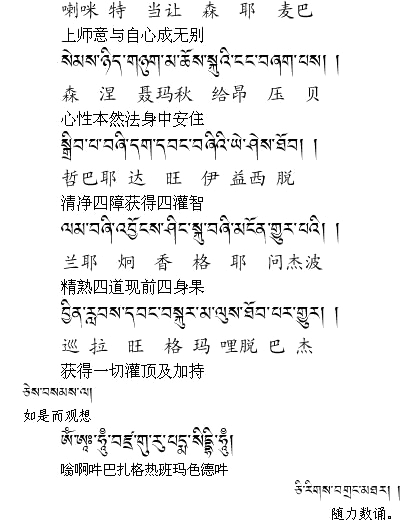 喇咪 特 当让 森 耶 麦巴
上师意与自心成无别
སེམས་ཉིད་གཉུག་མ་ཆོས་སྐུའི་ངང་བཞག་པས། །
森 涅 聂玛秋 给昂 压 贝
心性本然法身中安住
སྒྲིབ་པ་བཞི་དག་དབང་བཞིའི་ཡེ་ཤེས་ཐོབ། །
哲巴耶 达 旺 伊 益西 脱
清净四障获得四灌智
ལམ་བཞི་འབྱོངས་ཤིང་སྐུ་བཞི་མངོན་གྱུར་པའི། །
兰耶 炯 香 格 耶 问杰波
精熟四道现前四身果
བྱིན་རླབས་དབང་བསྐུར་མ་ལུས་ཐོབ་པར་གྱུར། །
巡 拉 旺 格 玛 哩脱 巴 杰
获得一切灌顶及加持
ཅེས་བསམས་ལ།
如是而观想
ཨོཾ་ཨཱཿ་ཧཱུྃ་བཛྲ་གུ་རུ་པདྨ་སིདྡྷི་ཧཱུྃ།
嗡啊吽巴扎格热班玛色德吽
ཅི་རིགས་བགྲང་མཐར། །
随力数诵。